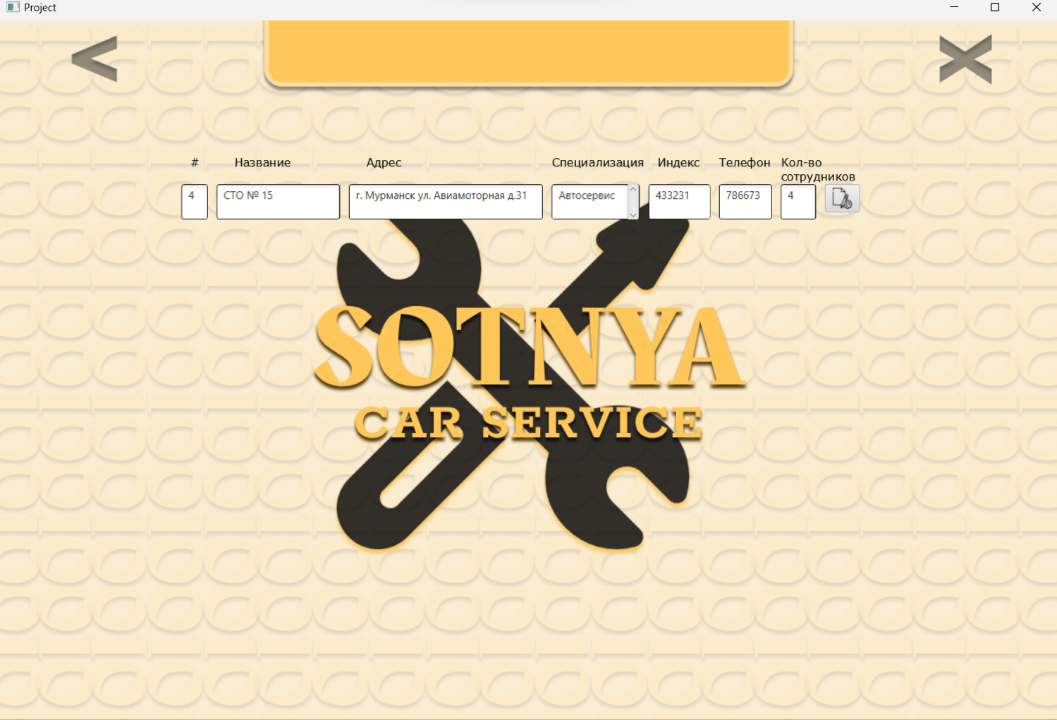 Project
# Название Адрес Специализация Индекс Телефон Кол-во
сотрудников
4 СТО № 15 г. Мурманск ул. Авиамоторная д.31 Автосервис 433231 786673 4
SOTNYA
CAR SERVICE